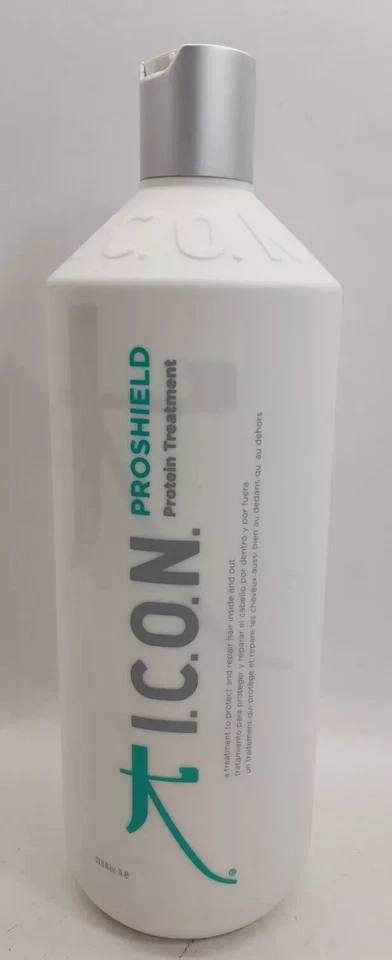 I.C.O.N.
I.C.O.N. PROSHIELD
Protein Treatment
a treatment to protect and repair hair inside and out
tratamiento para proteger y reparar el cabello por dentro y por fuera
un traitement qui protège et répare les cheveux aussi bien au dedans qu' au dehors
1L ℮